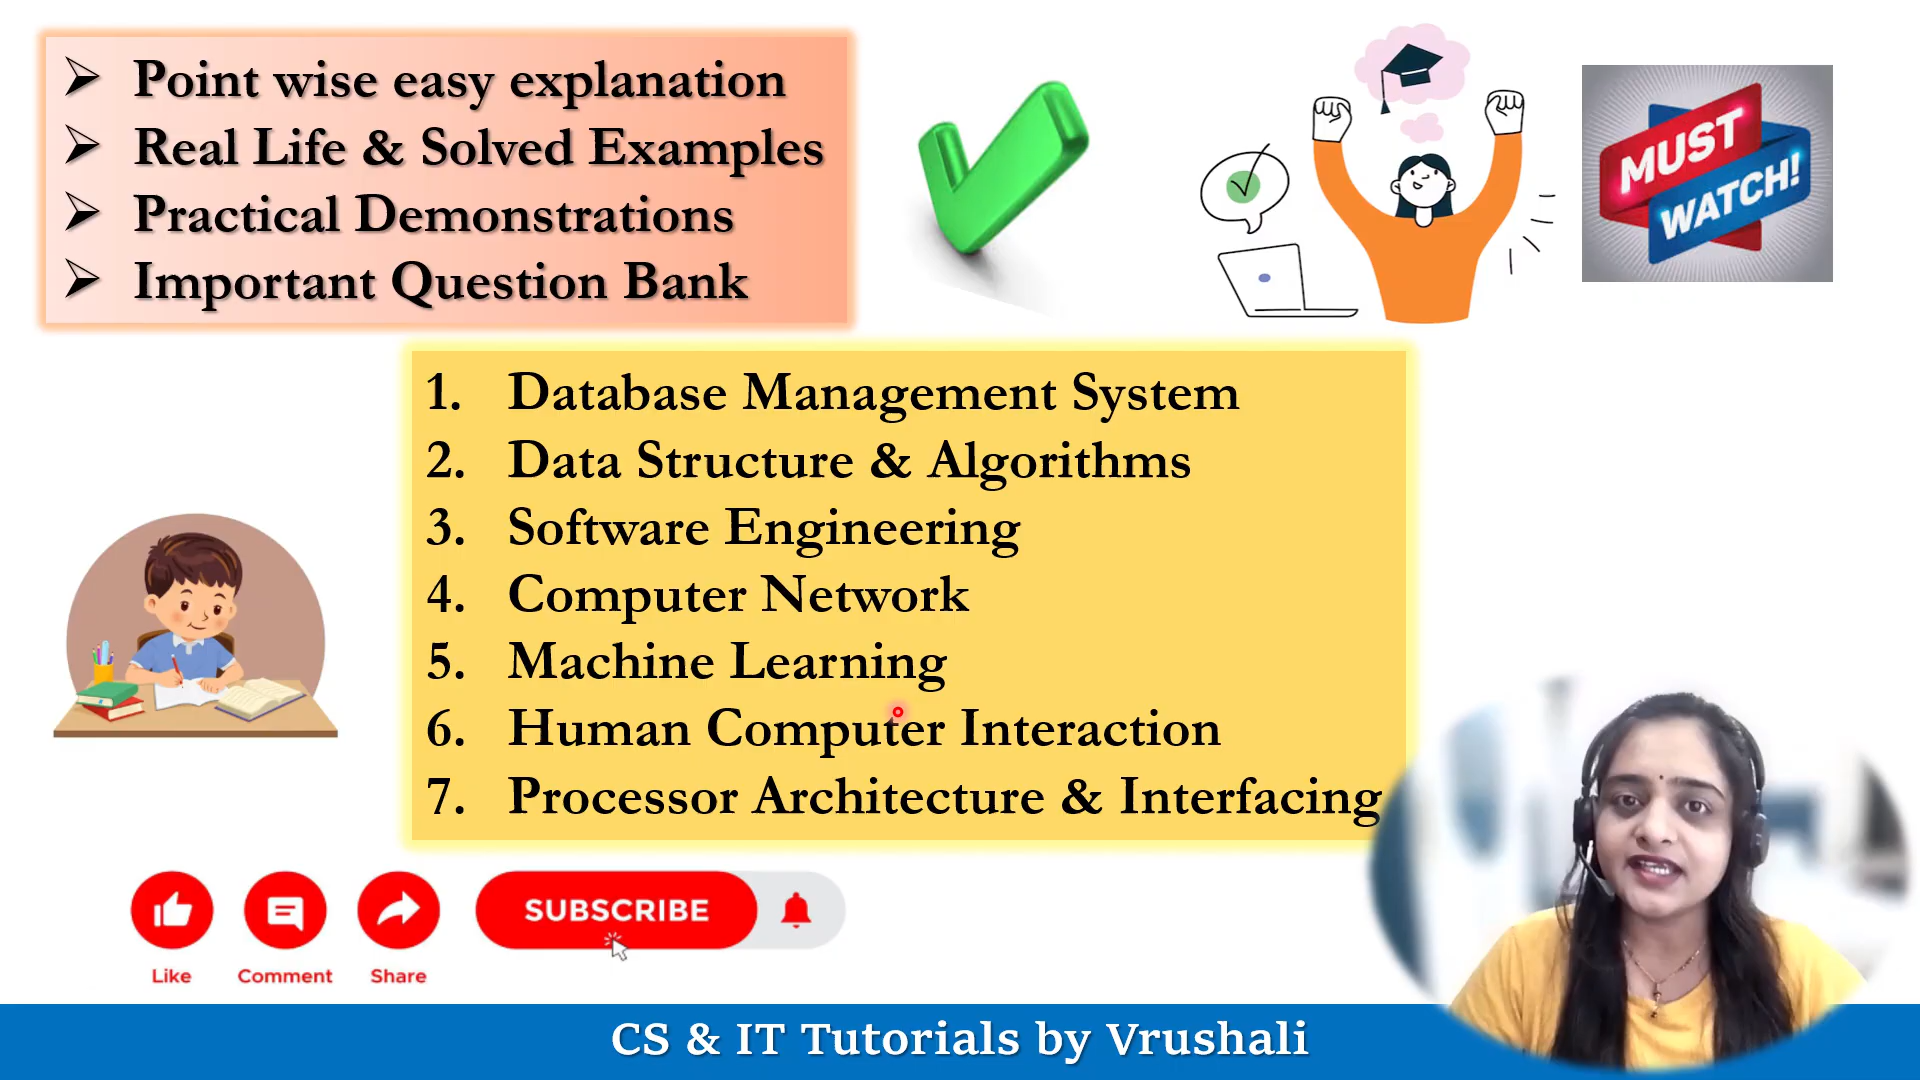 ➢ Point wise easy explanation
➢ Real Life & Solved Examples
➢ Practical Demonstrations
➢ Important Question Bank
MUST
WATCH!
1. Database Management System
2. Data Structure & Algorithms
3. Software Engineering
4. Computer Network
5. Machine Learning
6. Human Computer Interaction
7. Processor Architecture & Interfacing
SUBSCRIBE
Like Comment Share
CS & IT Tutorials by Vrushali